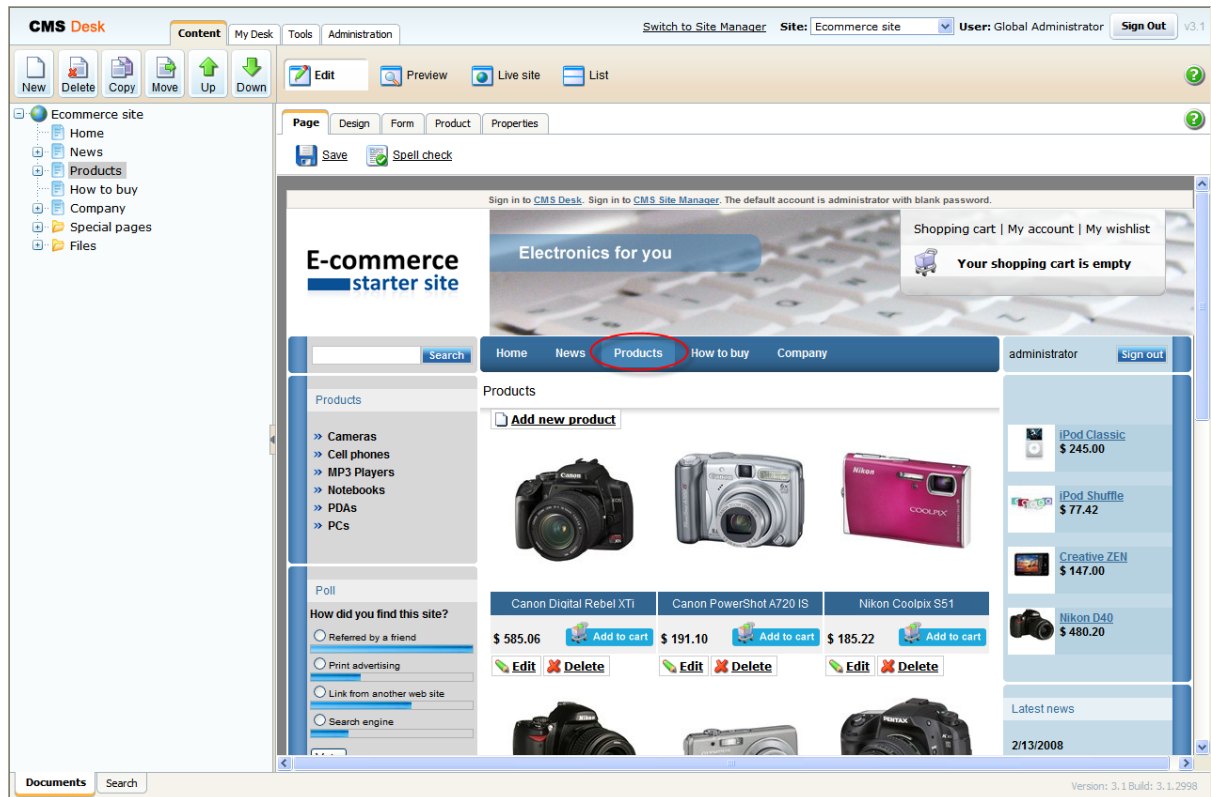 CMS Desk
Content
My Desk
Tools
Administration
Switch to Site Manager
Site: Ecommerce site
User: Global Administrator
Sign Out
v3.1
New
Delete
Copy
Move
Up
Down
Edit
Preview
Live site
List
Ecommerce site
Home
News
Products
How to buy
Company
Special pages
Files
Page
Design
Form
Product
Properties
Save
Spell check
Sign in to CMS Desk. Sign in to CMS Site Manager. The default account is administrator with blank password.
E-commerce
starter site
Electronics for you
Shopping cart | My account | My wishlist
Your shopping cart is empty
Search
Home
News
Products
How to buy
Company
administrator
Sign out
Products
» Cameras
» Cell phones
» MP3 Players
» Notebooks
» PDAs
» PCs
Poll
How did you find this site?
Referred by a friend
Print advertising
Link from another web site
Search engine
Products
Add new product
Canon
Nikon
COOLPIX
Canon Digital Rebel XTi
Canon PowerShot A720 IS
Nikon Coolpix S51
$ 585.06
Add to cart
$ 191.10
Add to cart
$ 185.22
Add to cart
Edit
Delete
Edit
Delete
Edit
Delete
Nikon
PENTAX
iPod Classic
$ 245.00
iPod Shuffle
$ 77.42
Creative ZEN
$ 147.00
Nikon D40
$ 480.20
Latest news
2/13/2008
Documents
Search
Version: 3.1 Build: 3.1.2998